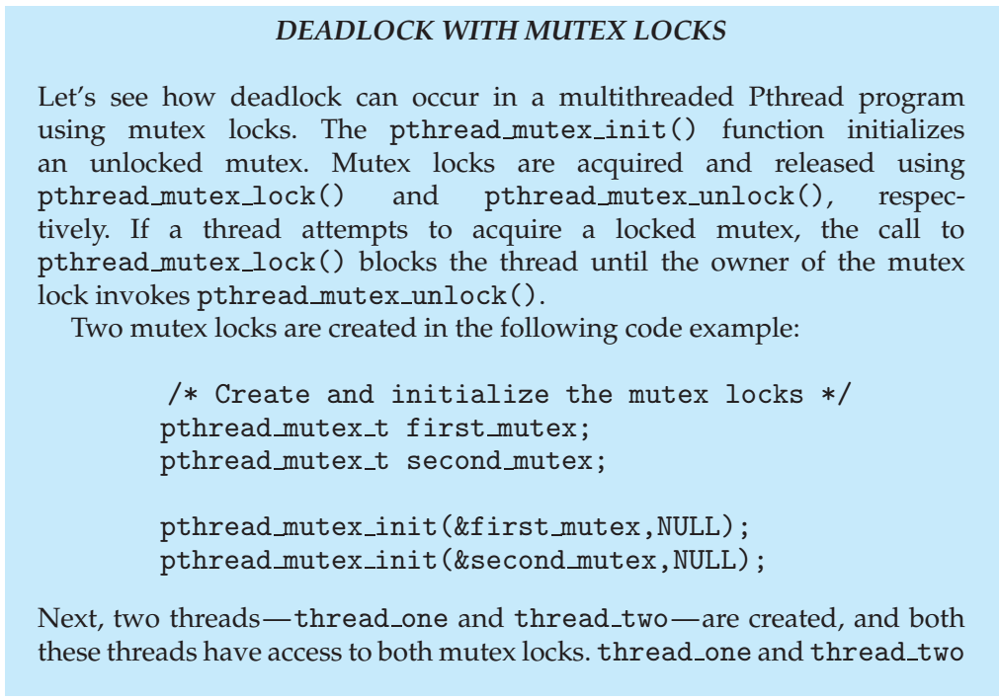 DEADLOCK WITH MUTEX LOCKS
Let's see how deadlock can occur in a multithreaded Pthread program
using mutex locks. The pthread_mutex_init() function initializes
an unlocked mutex. Mutex locks are acquired and released using
pthread_mutex_lock() and pthread_mutex_unlock(), respec-
tively. If a thread attempts to acquire a locked mutex, the call to
pthread_mutex_lock() blocks the thread until the owner of the mutex
lock invokes pthread_mutex_unlock().
Two mutex locks are created in the following code example:
/* Create and initialize the mutex locks */
pthread_mutex_t first_mutex;
pthread_mutex_t second_mutex;
pthread_mutex_init(&first_mutex,NULL);
pthread_mutex_init(&second_mutex,NULL);
Next, two threads—thread_one and thread_two—are created, and both
these threads have access to both mutex locks. thread_one and thread_two